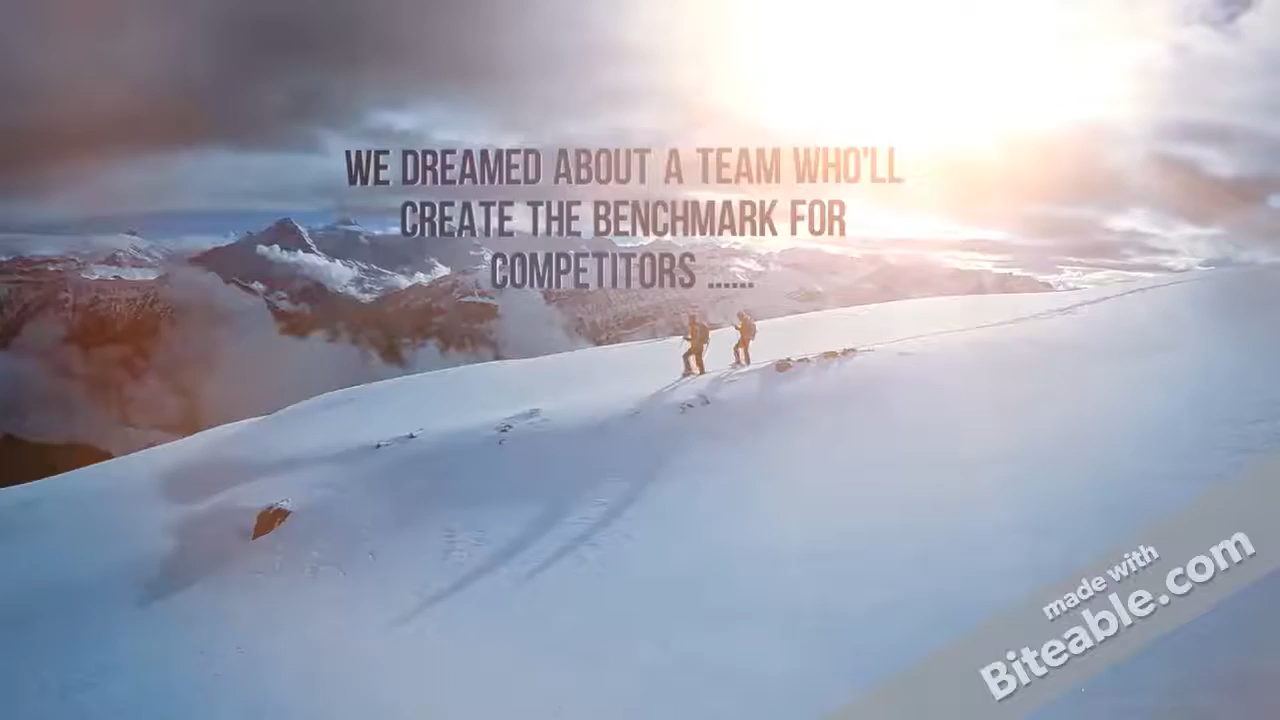 WE DREAMED ABOUT A TEAM WHO'LL
CREATE THE BENCHMARK FOR
COMPETITORS ......
made with
Biteable.com